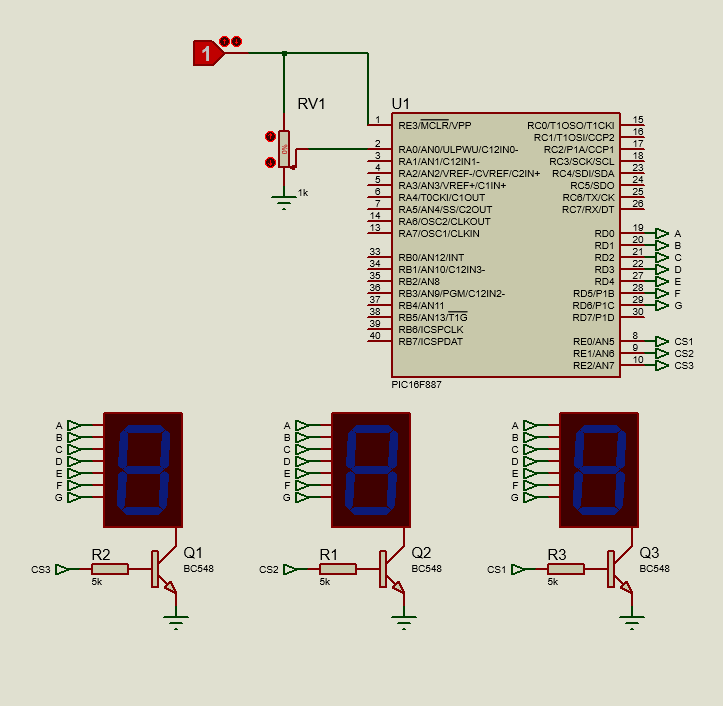 1
RV1
0%
1k
U1
1 RE3/MCLR/VPP
2 RA0/AN0/ULPWU/C12IN0-
3 RA1/AN1/C12IN1-
4 RA2/AN2/VREF-/CVREF/C2IN+
5 RA3/AN3/VREF+/C1IN+
6 RA4/T0CKI/C1OUT
7 RA5/AN4/SS/C2OUT
14 RA6/OSC2/CLKOUT
13 RA7/OSC1/CLKIN
33 RB0/AN12/INT
34 RB1/AN10/C12IN3-
35 RB2/AN8
36 RB3/AN9/PGM/C12IN2-
37 RB4/AN11
38 RB5/AN13/T1G
39 RB6/ICSPCLK
40 RB7/ICSPDAT
RC0/T1OSO/T1CKI 15
RC1/T1OSI/CCP2 16
RC2/P1A/CCP1 17
RC3/SCK/SCL 18
RC4/SDI/SDA 23
RC5/SDO 24
RC6/TX/CK 25
RC7/RX/DT 26
RD0 19 A
RD1 20 B
RD2 21 C
RD3 22 D
RD4 27 E
RD5/P1B 28 F
RD6/P1C 29 G
RD7/P1D 30
RE0/AN5 8 CS1
RE1/AN6 9 CS2
RE2/AN7 10 CS3
PIC16F887
A
B
C
D
E
F
G
CS3
R2
5k
Q1
BC548
A
B
C
D
E
F
G
CS2
R1
5k
Q2
BC548
A
B
C
D
E
F
G
CS1
R3
5k
Q3
BC548